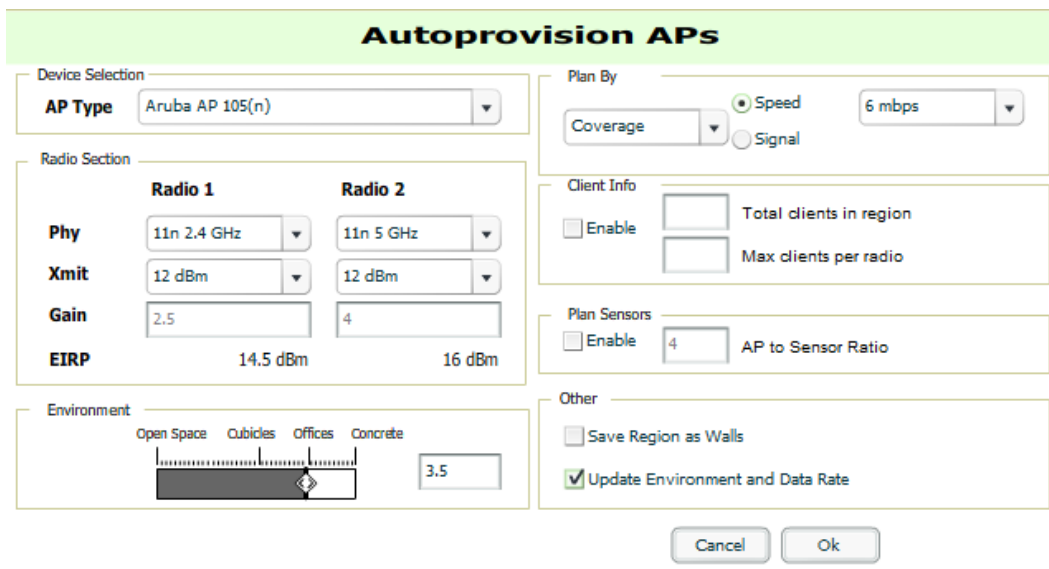 Autoprovision APs
Device Selection
AP Type Aruba AP 105(n)
Radio Section
Radio 1 Radio 2
Phy 11n 2.4 GHz 11n 5 GHz
Xmit 12 dBm 12 dBm
Gain 2.5 4
EIRP 14.5 dBm 16 dBm
Environment
Open Space Cubicles Offices Concrete
3.5
Plan By
Coverage Speed 6 mbps
Signal
Client Info
Enable Total clients in region
Max clients per radio
Plan Sensors
Enable 4 AP to Sensor Ratio
Other
Save Region as Walls
Update Environment and Data Rate
Cancel Ok